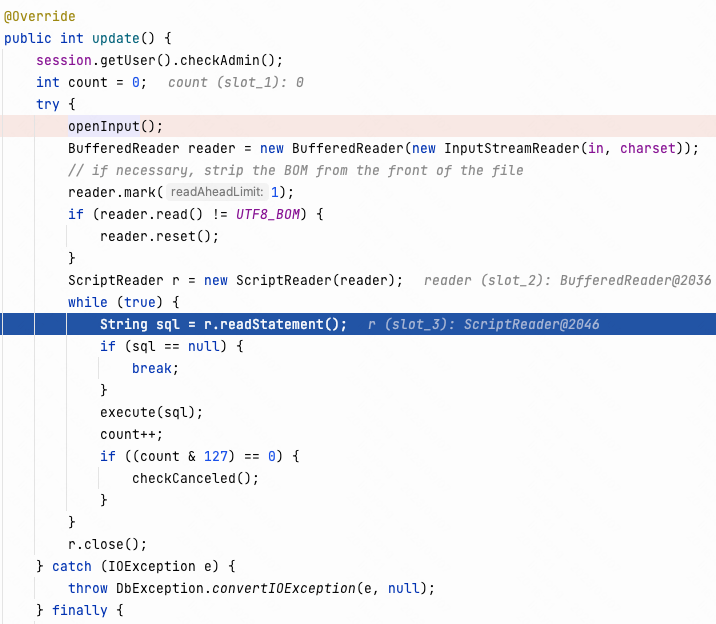 @Override
public int update() {
session.getUser().checkAdmin();
int count = 0; count (slot_1): 0
try {
openInput();
BufferedReader reader = new BufferedReader(new InputStreamReader(in, charset));
// if necessary, strip the BOM from the front of the file
reader.mark( readAheadLimit: 1);
if (reader.read() != UTF8_BOM) {
reader.reset();
}
ScriptReader r = new ScriptReader(reader); reader (slot_2): BufferedReader@2036
while (true) {
String sql = r.readStatement(); r (slot_3): ScriptReader@2046
if (sql == null) {
break;
}
execute(sql);
count++;
if ((count & 127) == 0) {
checkCanceled();
}
}
r.close();
} catch (IOException e) {
throw DbException.convertIOException(e, null);
} finally {